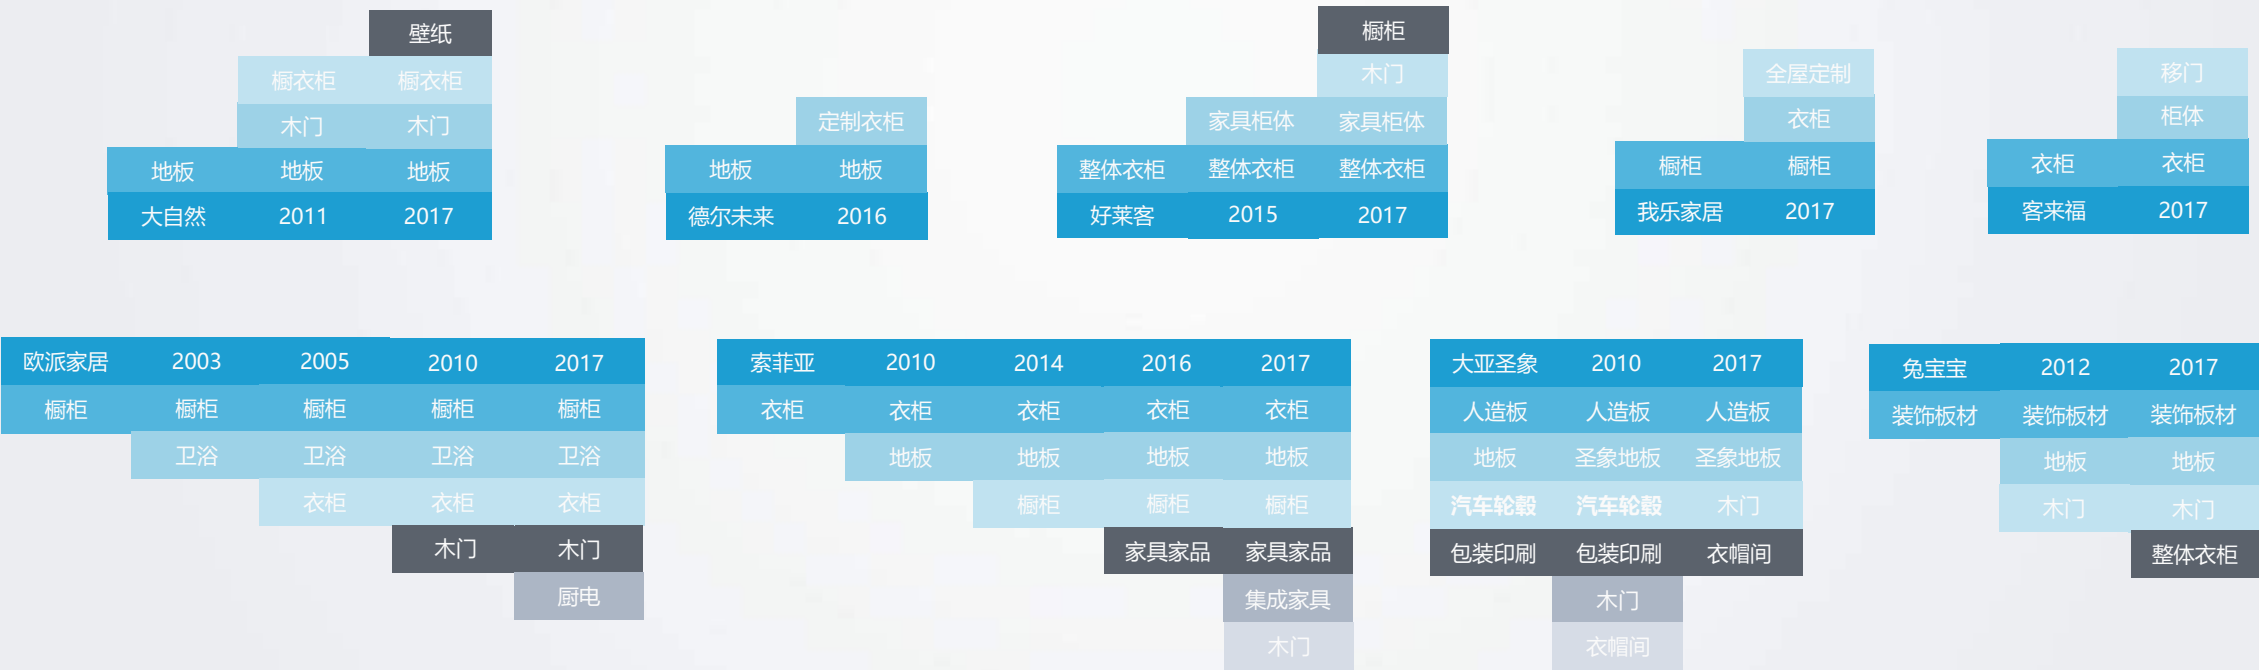 壁纸
橱衣柜 橱衣柜
木门 木门
地板 地板 地板
大自然 2011 2017
定制衣柜
地板 地板
德尔未来 2016
橱柜
木门
家具柜体 家具柜体
整体衣柜 整体衣柜 整体衣柜
好莱客 2015 2017
全屋定制
衣柜
橱柜 橱柜
我乐家居 2017
移门
柜体
衣柜 衣柜
客来福 2017
欧派家居 2003 2005 2010 2017
橱柜 橱柜 橱柜 橱柜 橱柜
卫浴 卫浴 卫浴 卫浴
衣柜 衣柜 衣柜
木门 木门
厨电
索菲亚 2010 2014 2016 2017
衣柜 衣柜 衣柜 衣柜 衣柜
地板 地板 地板 地板
橱柜 橱柜 橱柜
家具家品 家具家品
集成家具
木门
大亚圣象 2010 2017
人造板 人造板 人造板
地板 圣象地板 圣象地板
汽车轮毂 汽车轮毂 木门
包装印刷 包装印刷 衣帽间
木门
衣帽间
兔宝宝 2012 2017
装饰板材 装饰板材 装饰板材
地板 地板
木门 木门
整体衣柜